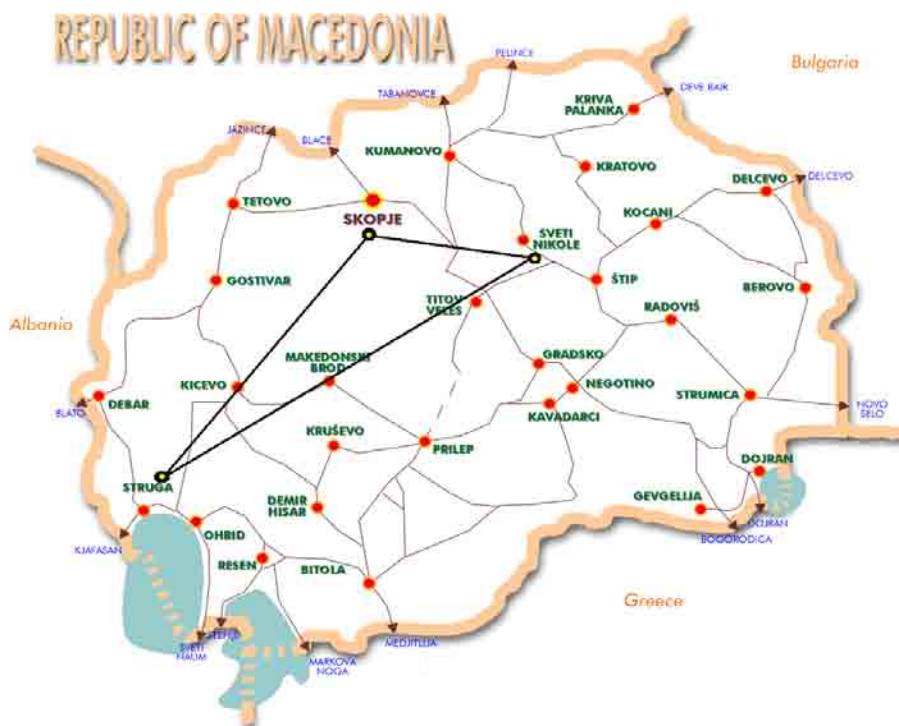 REPUBLIC OF MACEDONIA
PELINCE
Bulgaria
TABANOVCE
DEVE BAIR
KRIVA
PALANKA
JAZINCE
BLACE
KUMANOVO
KRATOVO
DELCEVO
DELCEVO
TETOVO
SKOPJE
KOCANI
SVETI
NIKOLE
GOSTIVAR
ŠTIP
BEROVO
TITOV
VELES
RADOVIŠ
Albania
MAKEDONSKI
BROD
GRADSKO
KICEVO
NEGOTINO
STRUMICA
BLATO
DEBAR
KAVADARCI
NOVO
SELO
KRUŠEVO
PRILEP
DOJRAN
STRUGA
DEMIR
HISAR
GEVGELIJA
DOJRAN
BOGORODICA
KJAFASAN
OHRID
RESEN
BITOLA
Greece
STENJE
SVETI
NAUM
MEDJITLIJA
MARKOVA
NOGA